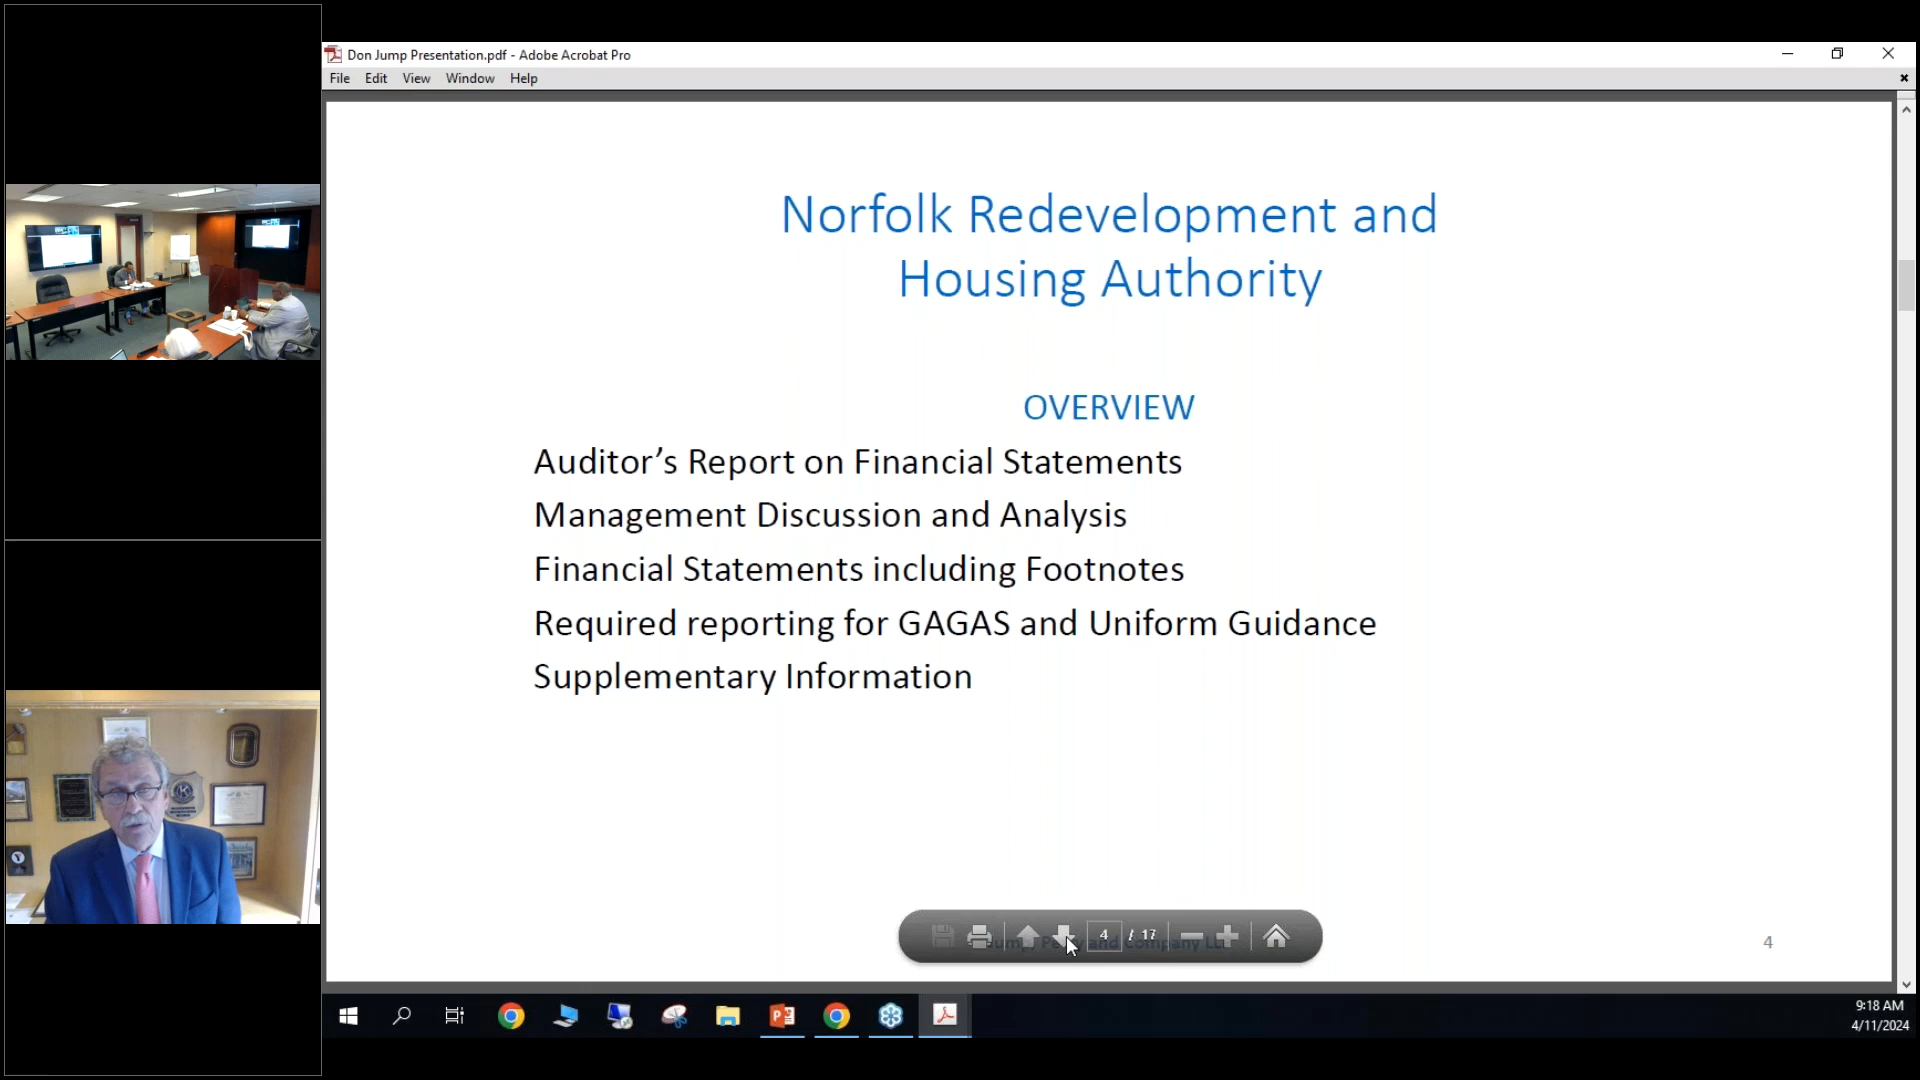 Don Jump Presentation.pdf - Adobe Acrobat Pro
File Edit View Window Help
Norfolk Redevelopment and
Housing Authority
OVERVIEW
Auditor’s Report on Financial Statements
Management Discussion and Analysis
Financial Statements including Footnotes
Required reporting for GAGAS and Uniform Guidance
Supplementary Information
4 / 17
4
9:18 AM
4/11/2024